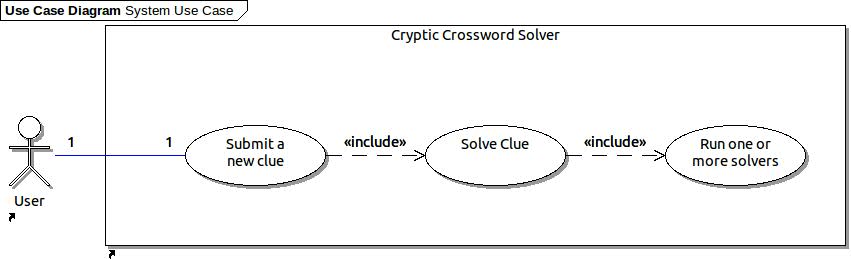 Use Case Diagram System Use Case
Cryptic Crossword Solver
1
1
Submit a
new clue
«include»
Solve Clue
«include»
Run one or
more solvers
User